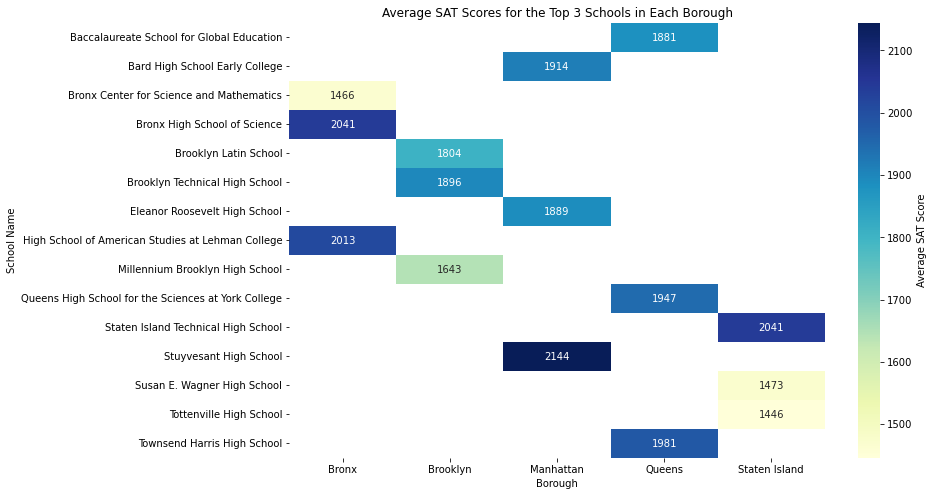 Average SAT Scores for the Top 3 Schools in Each Borough
School Name
Baccalaureate School for Global Education
1881
Bard High School Early College
1914
Bronx Center for Science and Mathematics
1466
Bronx High School of Science
2041
Brooklyn Latin School
1804
Brooklyn Technical High School
1896
Eleanor Roosevelt High School
1889
High School of American Studies at Lehman College
2013
Millennium Brooklyn High School
1643
Queens High School for the Sciences at York College
1947
Staten Island Technical High School
2041
Stuyvesant High School
2144
Susan E. Wagner High School
1473
Tottenville High School
1446
Townsend Harris High School
1981
Bronx
Brooklyn
Manhattan
Queens
Staten Island
Borough
2100
2000
1900
1800
1700
1600
1500
Average SAT Score